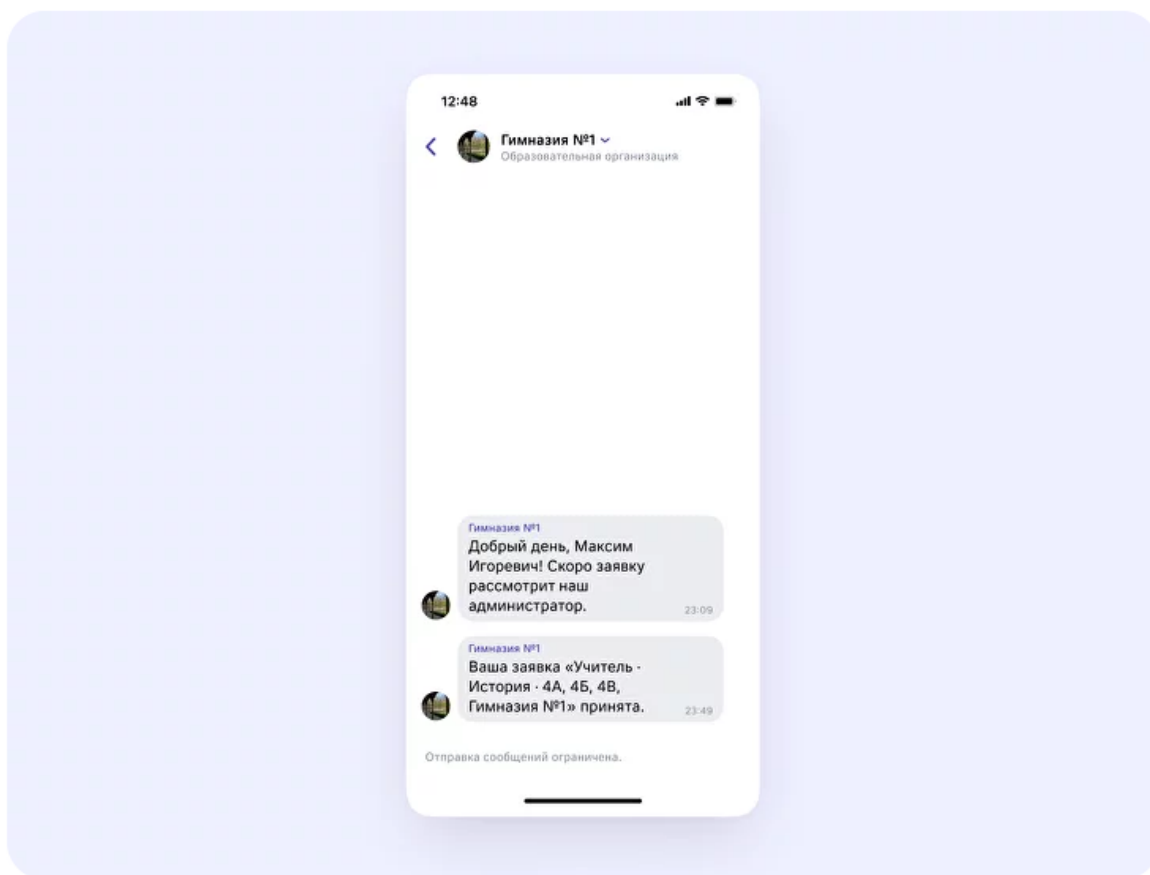 12:48
Гимназия №1
Образовательная организация
Гимназия №1
Добрый день, Максим
Игоревич! Скоро заявку
рассмотрит наш
администратор.
23:09
Гимназия №1
Ваша заявка «Учитель ·
История · 4А, 4Б, 4В,
Гимназия №1» принята.
23:49
Отправка сообщений ограничена.